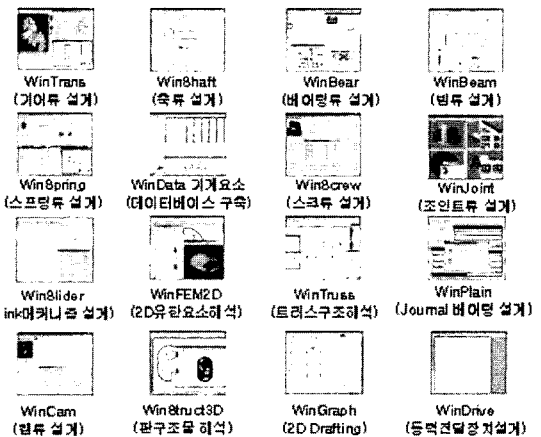 WinTrans WinShaft WinBear WinBeam
(기어류 설계) (축류 설계) (베어링류 설계) (빔류 설계)
WinSpring WinData 기계요소 WinScrew WinJoint
(스프링류 설계) (데이터베이스 구축) (스크류 설계) (조인트류 설계)
WinSlider WinFEM2D WinTruss WinPlain
ink메커니즘 설계) (2D유한요소해석) (트러스구조해석) (Journal 베어링 설계)
WinCam WinStruct3D WinGraph WinDrive
(캠류 설계) (판구조물 해석) (2D Drafting) (동력전달장치설계)